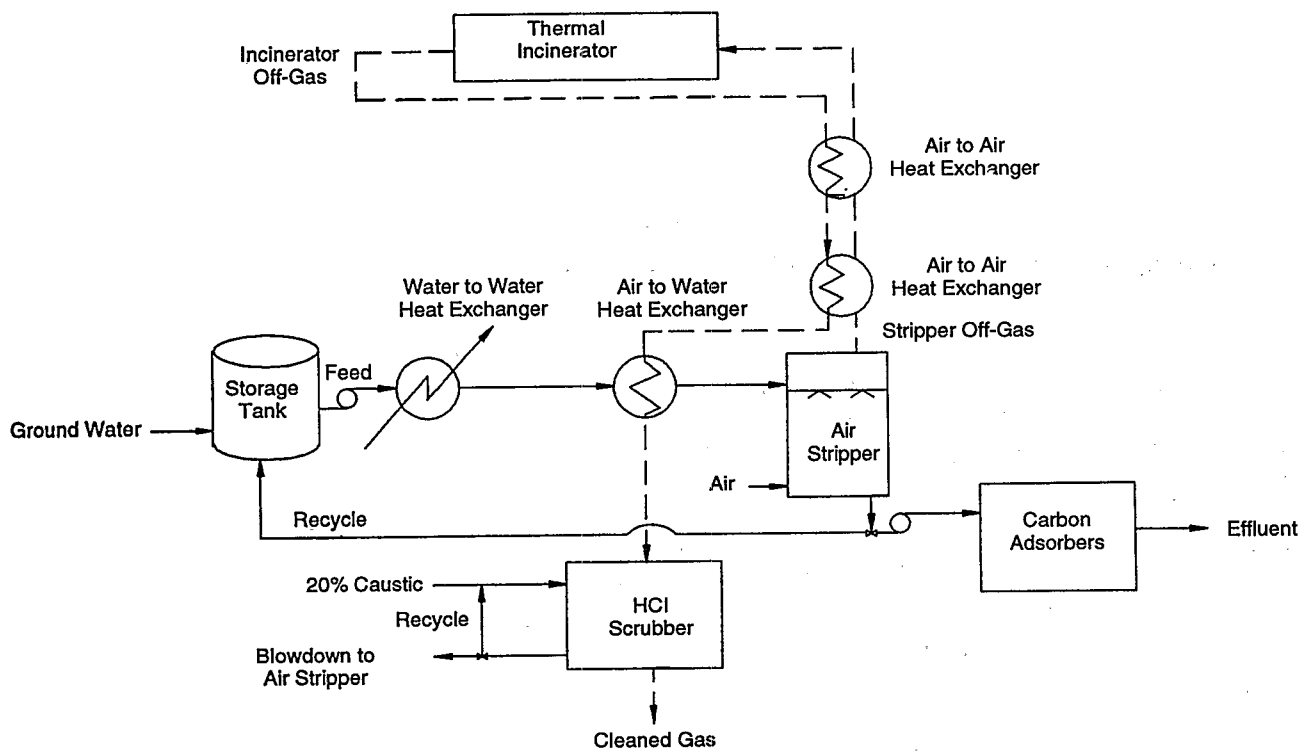 Thermal
Incinerator
Incinerator
Off-Gas
Air to Air
Heat Exchanger
Air to Air
Heat Exchanger
Water to Water
Heat Exchanger
Air to Water
Heat Exchanger
Stripper Off-Gas
Feed
Storage
Tank
Ground Water
Air
Stripper
Air
Recycle
Carbon
Adsorbers
Effluent
20% Caustic
HCl
Scrubber
Recycle
Blowdown to
Air Stripper
Cleaned Gas